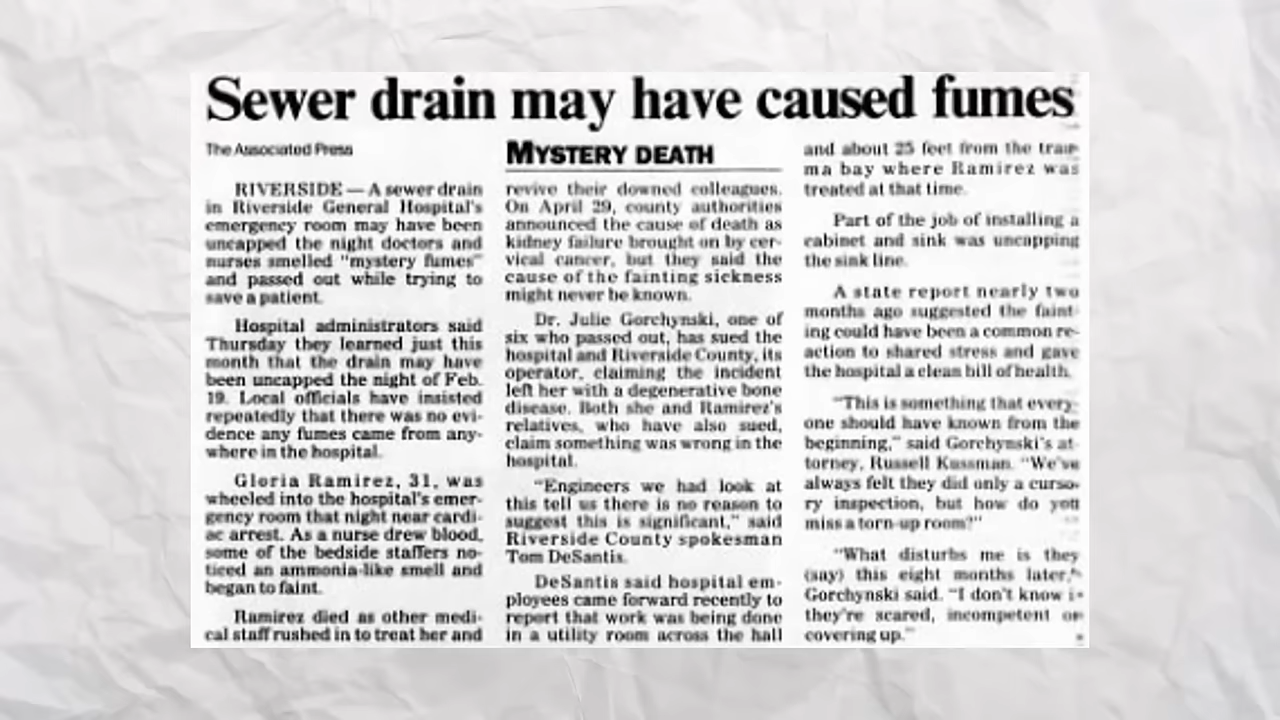 Sewer drain may have caused fumes
The Associated Press
RIVERSIDE — A sewer drain
in Riverside General Hospital's
emergency room may have been
uncapped the night doctors and
nurses smelled "mystery fumes"
and passed out while trying to
save a patient.
Hospital administrators said
Thursday they learned just this
month that the drain may have
been uncapped the night of Feb.
19. Local officials have insisted
repeatedly that there was no evi-
dence any fumes came from any-
where in the hospital.
Gloria Ramirez, 31, was
wheeled into the hospital's emer-
gency room that night near cardi-
ac arrest. As a nurse drew blood,
some of the bedside staffers no-
ticed an ammonia-like smell and
began to faint.
Ramirez died as other medi-
cal staff rushed in to treat her and
MYSTERY DEATH
revive their downed colleagues.
On April 29, county authorities
announced the cause of death as
kidney failure brought on by cer-
vical cancer, but they said the
cause of the fainting sickness
might never be known.
Dr. Julie Gorchynski, one of
six who passed out, has sued the
hospital and Riverside County, its
operator, claiming the incident
left her with a degenerative bone
disease. Both she and Ramirez's
relatives, who have also sued,
claim something was wrong in the
hospital.
"Engineers we had look at
this tell us there is no reason to
suggest this is significant," said
Riverside County spokesman
Tom DeSantis.
DeSantis said hospital em-
ployees came forward recently to
report that work was being done
in a utility room across the hall
and about 25 feet from the
ma bay where Ramirez was
treated at that time.
Part of the job of installing a
cabinet and sink was uncapping
the sink line.
A state report nearly two
months ago suggested the faint-
ing could have been a common re-
action to shared stress and gave
the hospital a clean bill of health.
"This is something that every-
one should have known from the
beginning," said Gorchynski's at-
torney, Russell Kussman. "We've
always felt they did only a curso-
ry inspection, but how do you
miss a torn-up room?"
"What disturbs me is they
(say) this eight months later,"
Gorchynski said. "I don't know
they're scared, incompetent or
covering up."